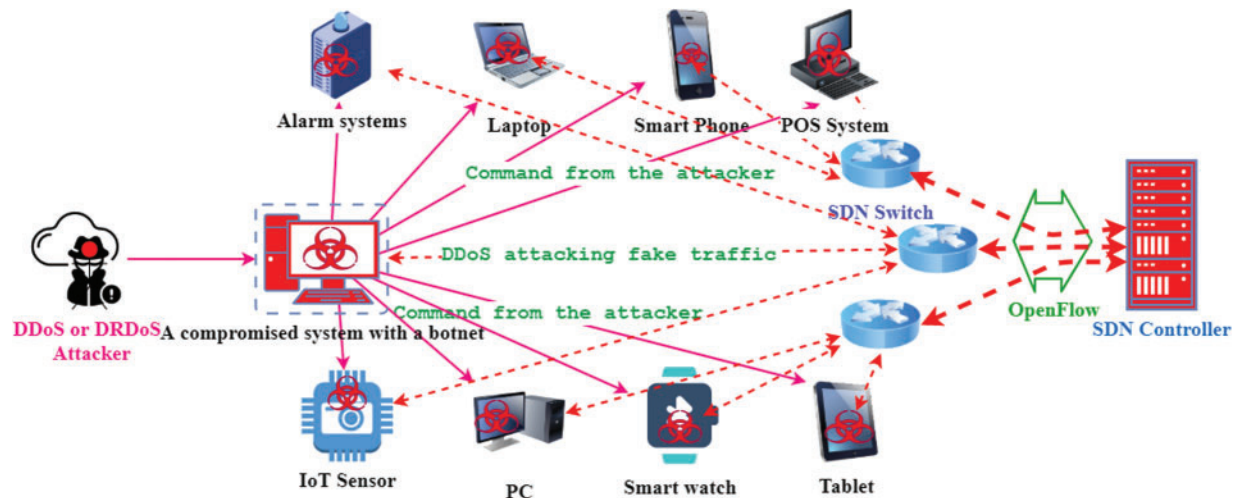 Alarm systems
Laptop
Smart Phone
POS System
Command from the attacker
SDN Switch
DDoS attacking fake traffic
Command from the attacker
OpenFlow
SDN Controller
DDoS or DRDoS
Attacker
A compromised system with a botnet
IoT Sensor
PC
Smart watch
Tablet